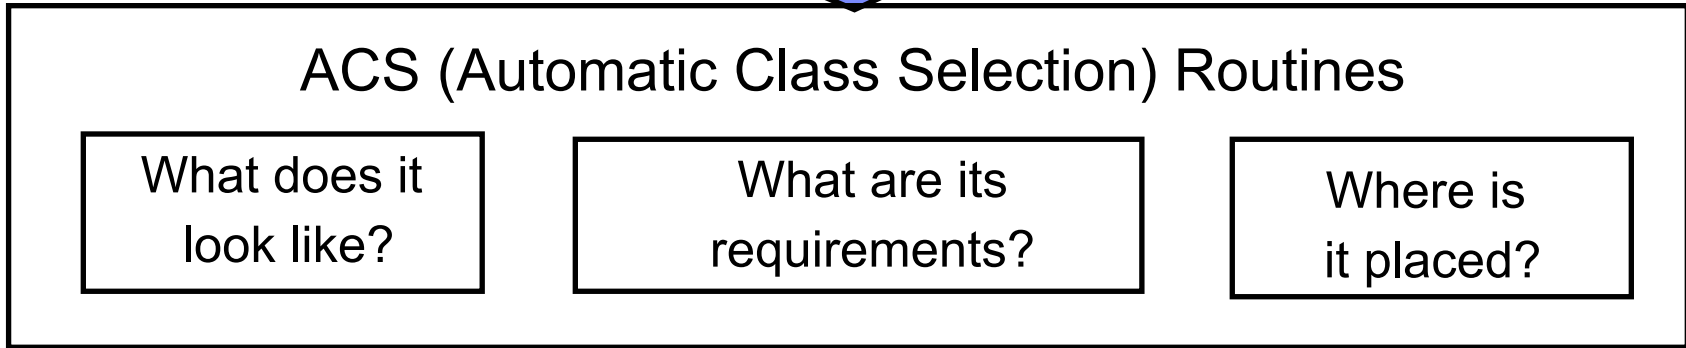 ACS (Automatic Class Selection) Routines
What does it
look like?
What are its
requirements?
Where is
it placed?